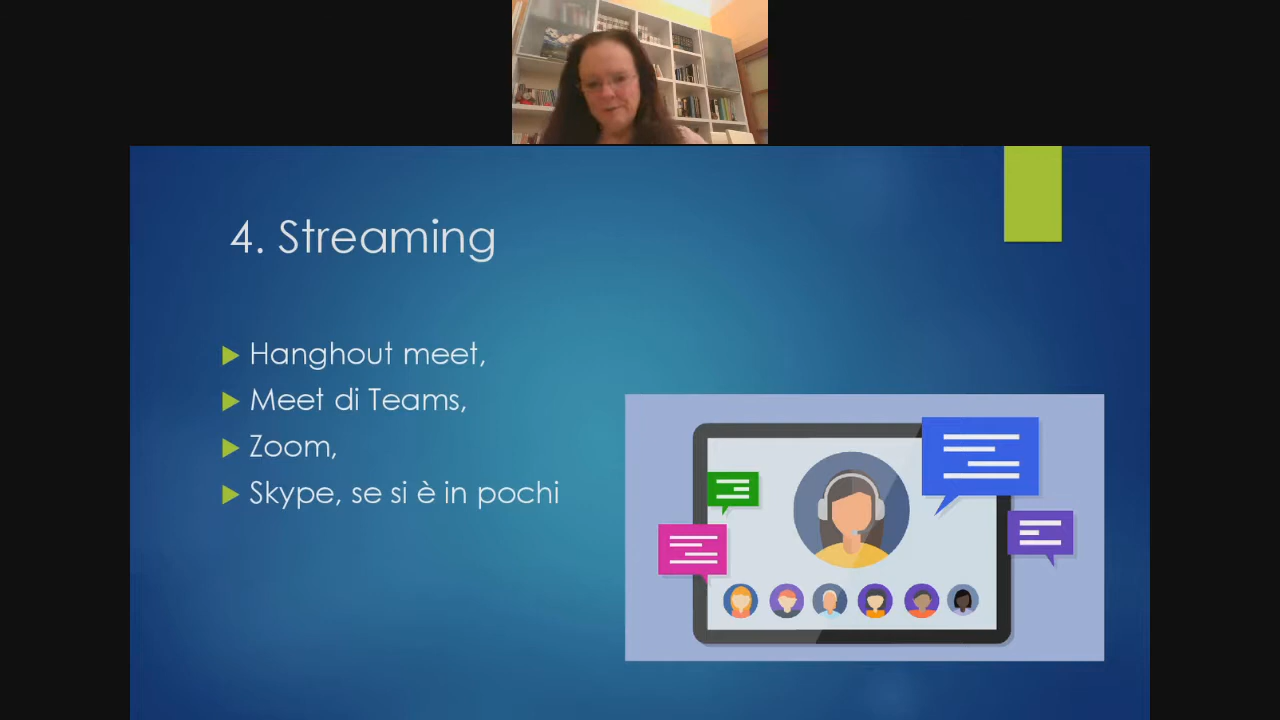 4. Streaming
Hanghout meet,
Meet di Teams,
Zoom,
Skype, se si è in pochi